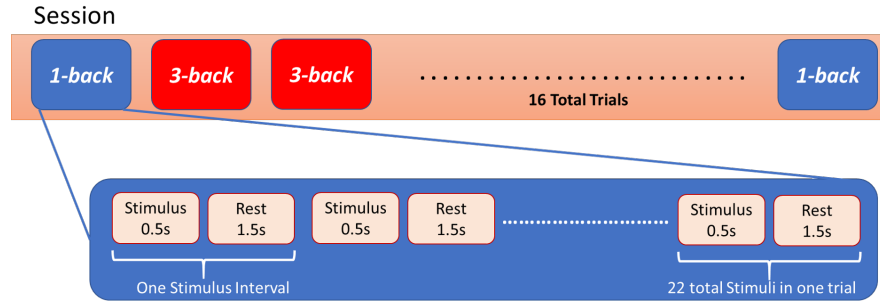 Session
1-back
3-back
3-back
1-back
16 Total Trials
Stimulus
0.5s
Rest
1.5s
Stimulus
0.5s
Rest
1.5s
Stimulus
0.5s
Rest
1.5s
One Stimulus Interval
22 total Stimuli in one trial